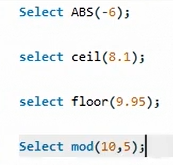 Select ABS(-6);
select ceil(8.1);
select floor(9.95);
Select mod(10,5);